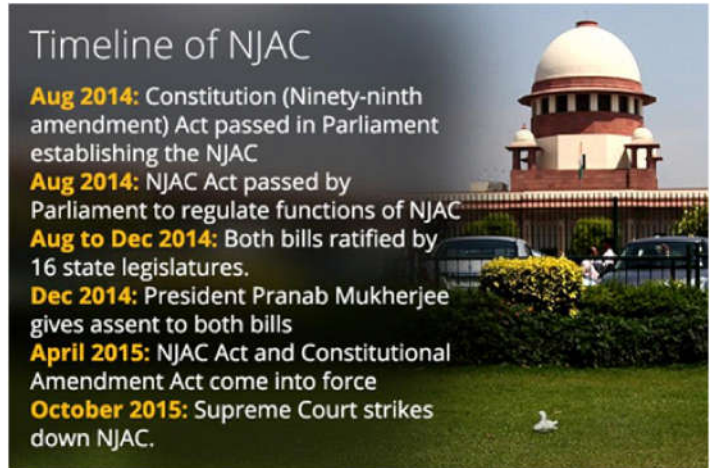 Timeline of NJAC
Aug 2014: Constitution (Ninety-ninth
amendment) Act passed in Parliament
establishing the NJAC
Aug 2014: NJAC Act passed by
Parliament to regulate functions of NJAC
Aug to Dec 2014: Both bills ratified by
16 state legislatures.
Dec 2014: President Pranab Mukherjee
gives assent to both bills
April 2015: NJAC Act and Constitutional
Amendment Act come into force
October 2015: Supreme Court strikes
down NJAC.